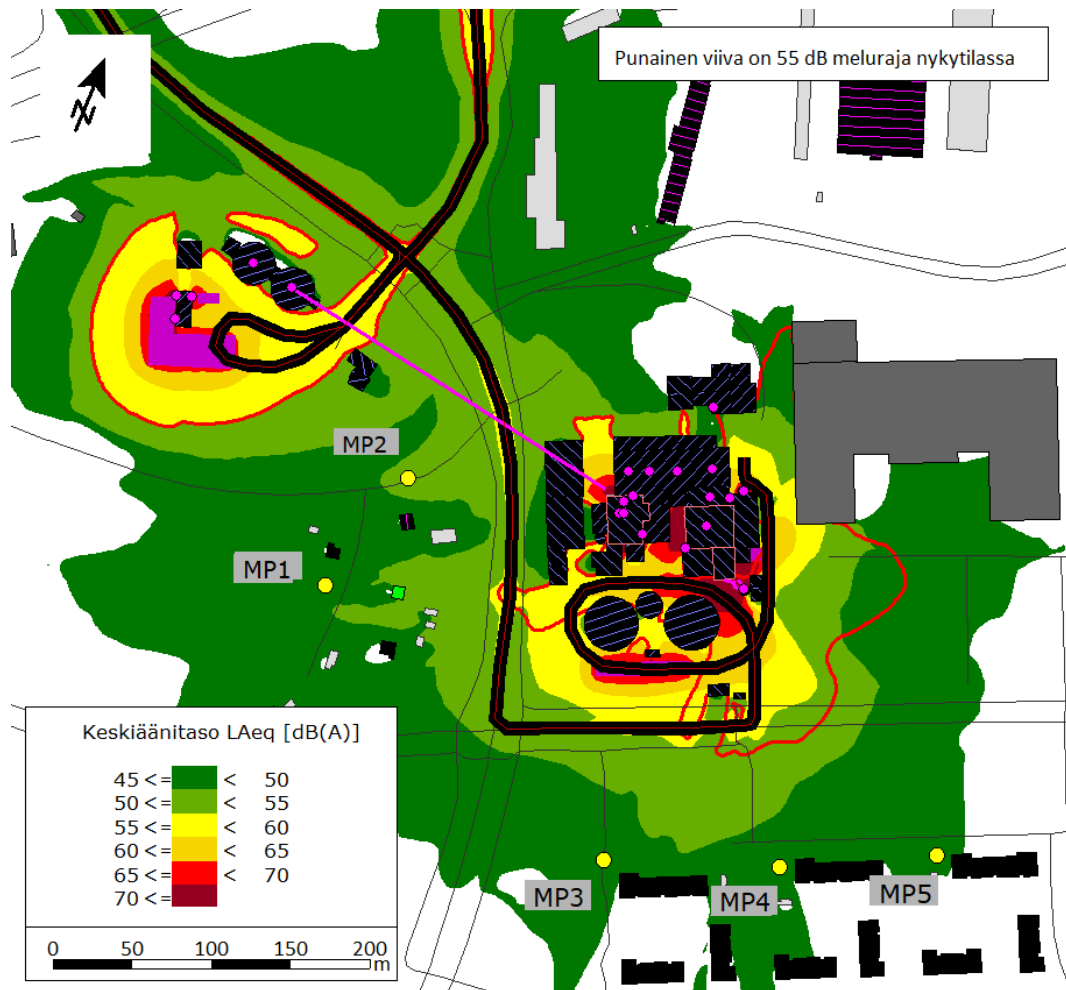 Punainen viiva on 55 dB meluraja nykytilassa
N
MP2
MP1
Keskiäänitaso LAeq [dB(A)]
45 <= < 50
50 <= < 55
55 <= < 60
60 <= < 65
65 <= < 70
70 <=
0 50 100 150 200
m
MP3
MP4
MP5